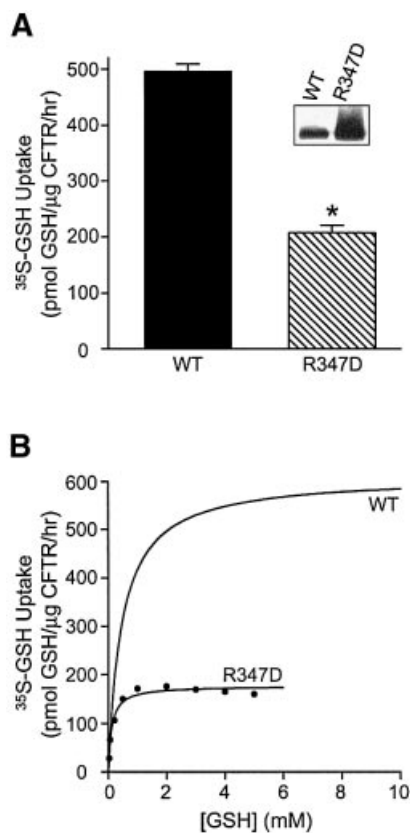 A
³⁵S-GSH Uptake
(pmol GSH/μg CFTR/hr)
500
400
300
200
100
0
WT
R347D
*
WT
R347D
B
³⁵S-GSH Uptake
(pmol GSH/μg CFTR/hr)
600
500
400
300
200
100
0
WT
R347D
0 2 4 6 8 10
[GSH] (mM)